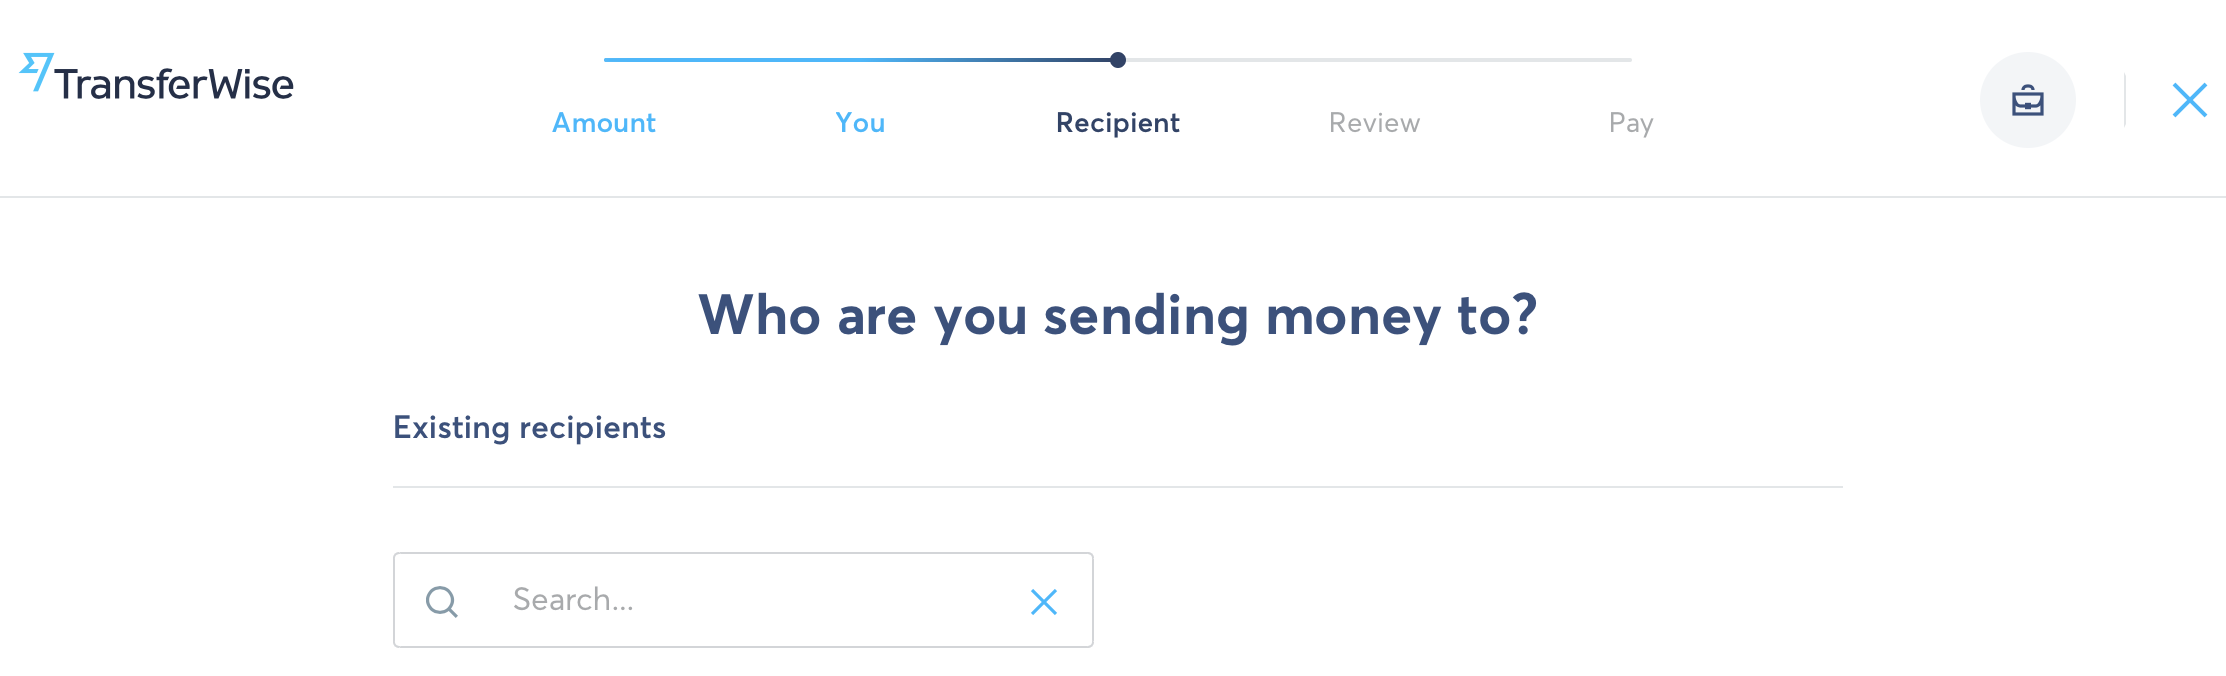 TransferWise
Amount You Recipient Review Pay
Who are you sending money to?
Existing recipients
Search...